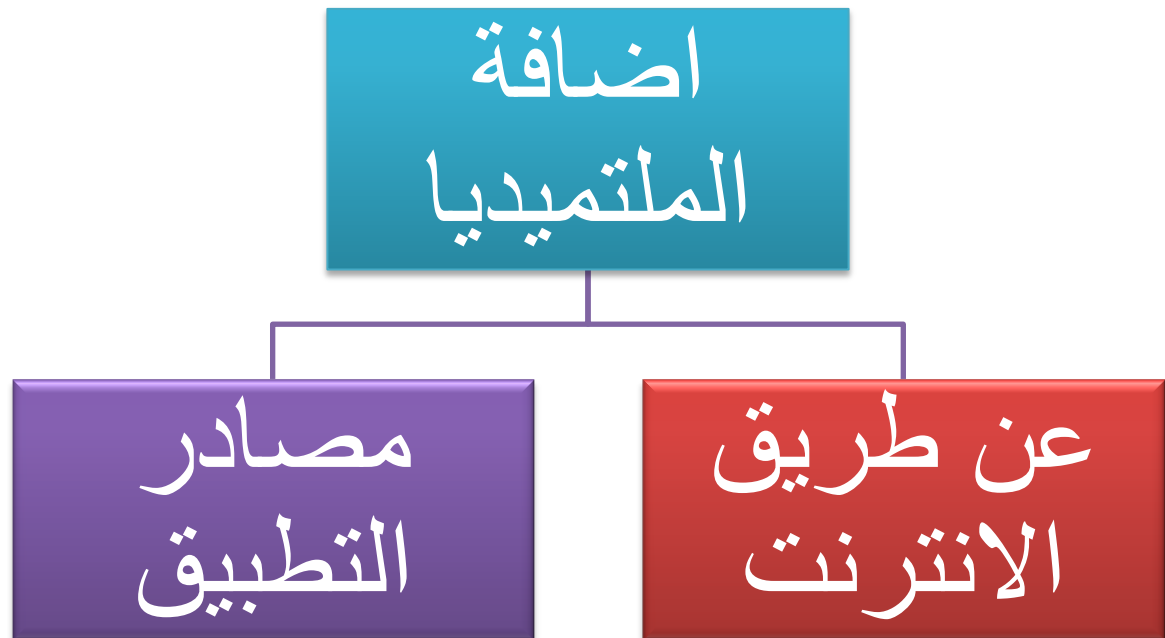 اضافة
الملتميديا
عن طريق
الانترنت
مصادر
التطبيق